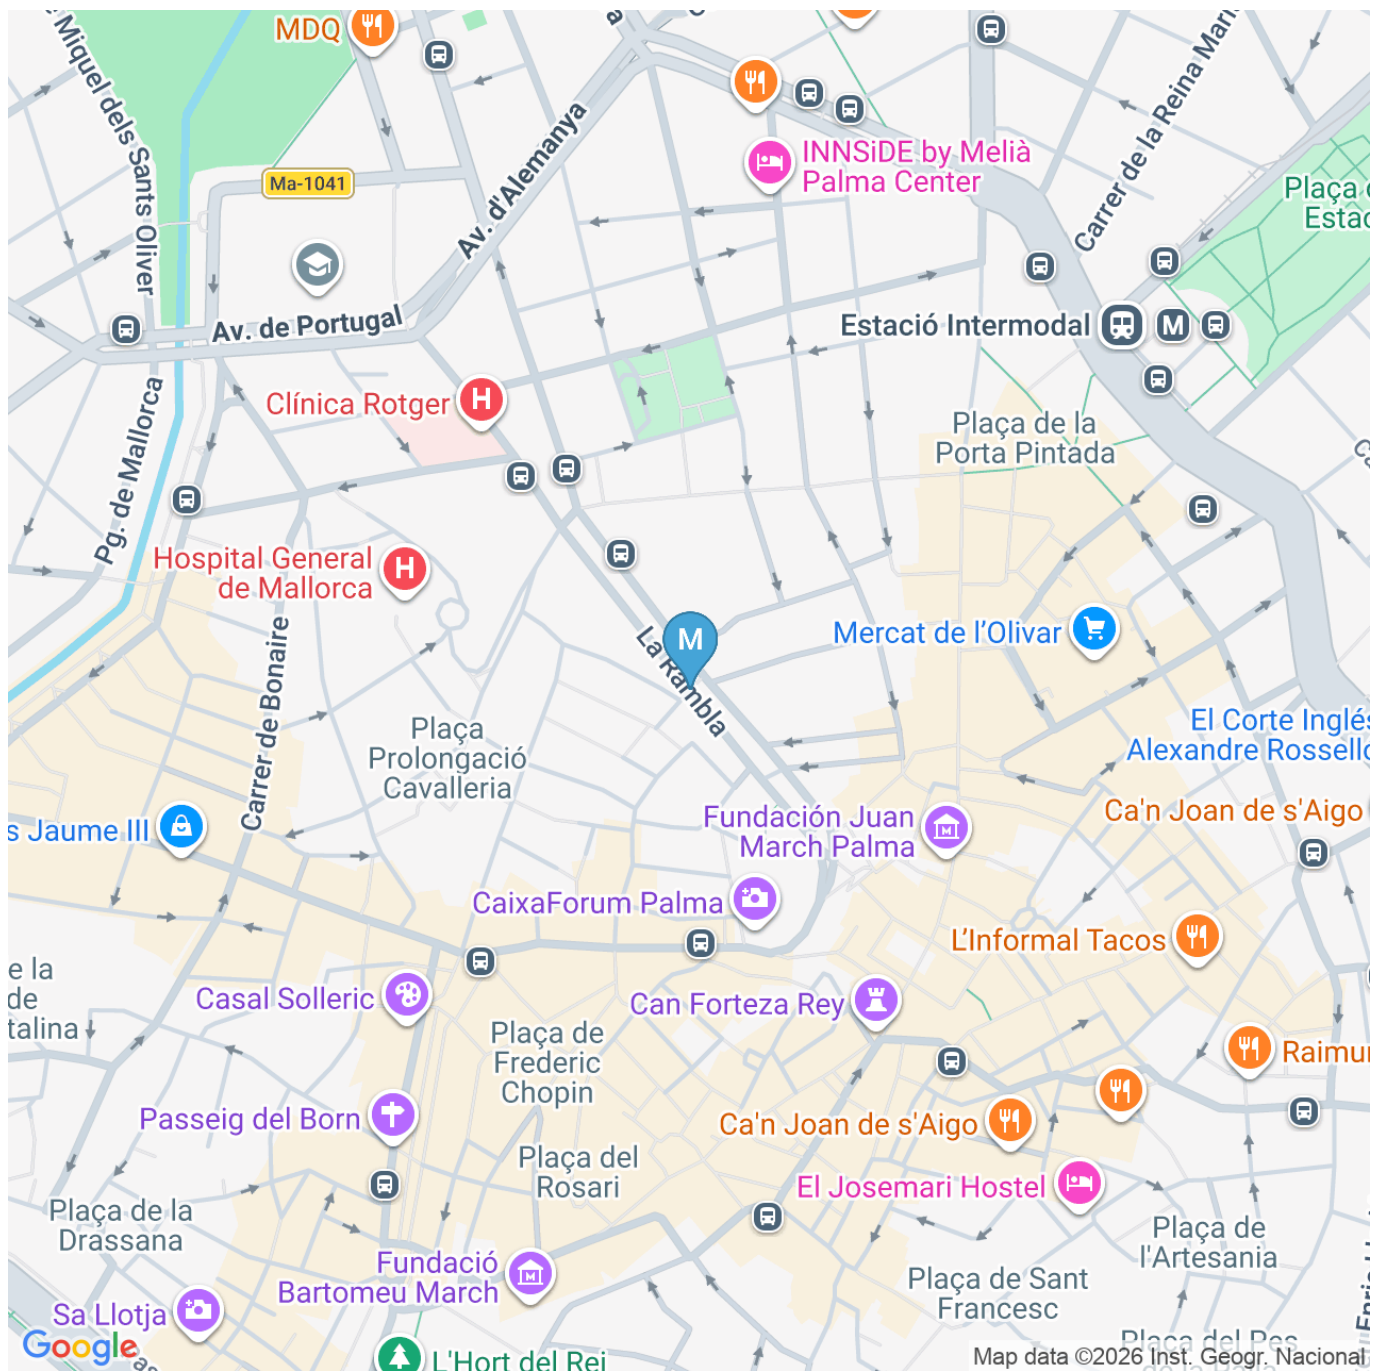 MDQ
Miquel dels Sants Oliver
Ma-1041
Av. d'Alemanya
INNSiDE by Melià
Palma Center
Carrer de la Reina Mari
Plaça
Estac
Av. de Portugal
Estació Intermodal
M
Clínica Rotger
H
Plaça de la
Porta Pintada
Pg. de Mallorca
Hospital General
de Mallorca
H
Carrer de Bonaire
M
La Rambla
Mercat de l'Olivar
Plaça
Prolongació
Cavalleria
El Corte Inglés
Alexandre Rossello
s Jaume III
Fundación Juan
March Palma
Ca'n Joan de s'Aigo
CaixaForum Palma
L'Informal Tacos
e la
de
talina
Casal Solleric
Can Forteza Rey
Plaça de
Frederic
Chopin
Raimun
Passeig del Born
Ca'n Joan de s'Aigo
Plaça del
Rosari
El Josemari Hostel
Plaça de la
Drassana
Plaça de
l'Artesania
Fundació
Bartomeu March
Plaça de Sant
Francesc
Sa Llotja
Google
L'Hort del Rei
Plaça del Pes
Map data ©2026 Inst. Geogr. Nacional